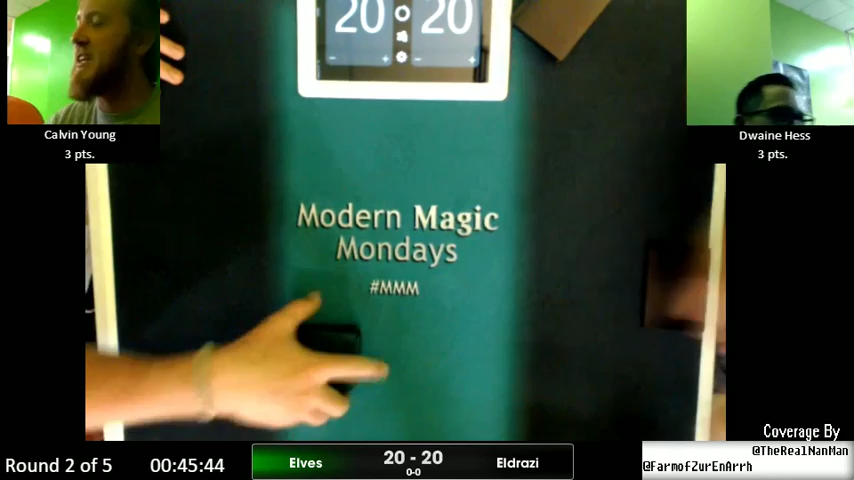 20 20
- + - +
Calvin Young
3 pts.
Dwaine Hess
3 pts.
Modern Magic
Mondays
#MMM
Coverage By
@TheRealNanMan
@FarmofZurEnArrh
Round 2 of 5
00:45:44
Elves
20 - 20
0-0
Eldrazi